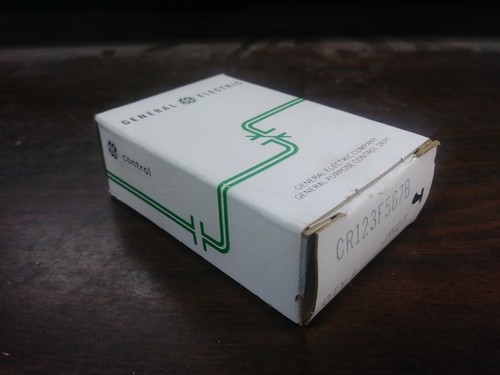 GENERAL ELECTRIC
control
GENERAL ELECTRIC COMPANY
GENERAL PURPOSE CONTROL DEPT.
CR123F567B